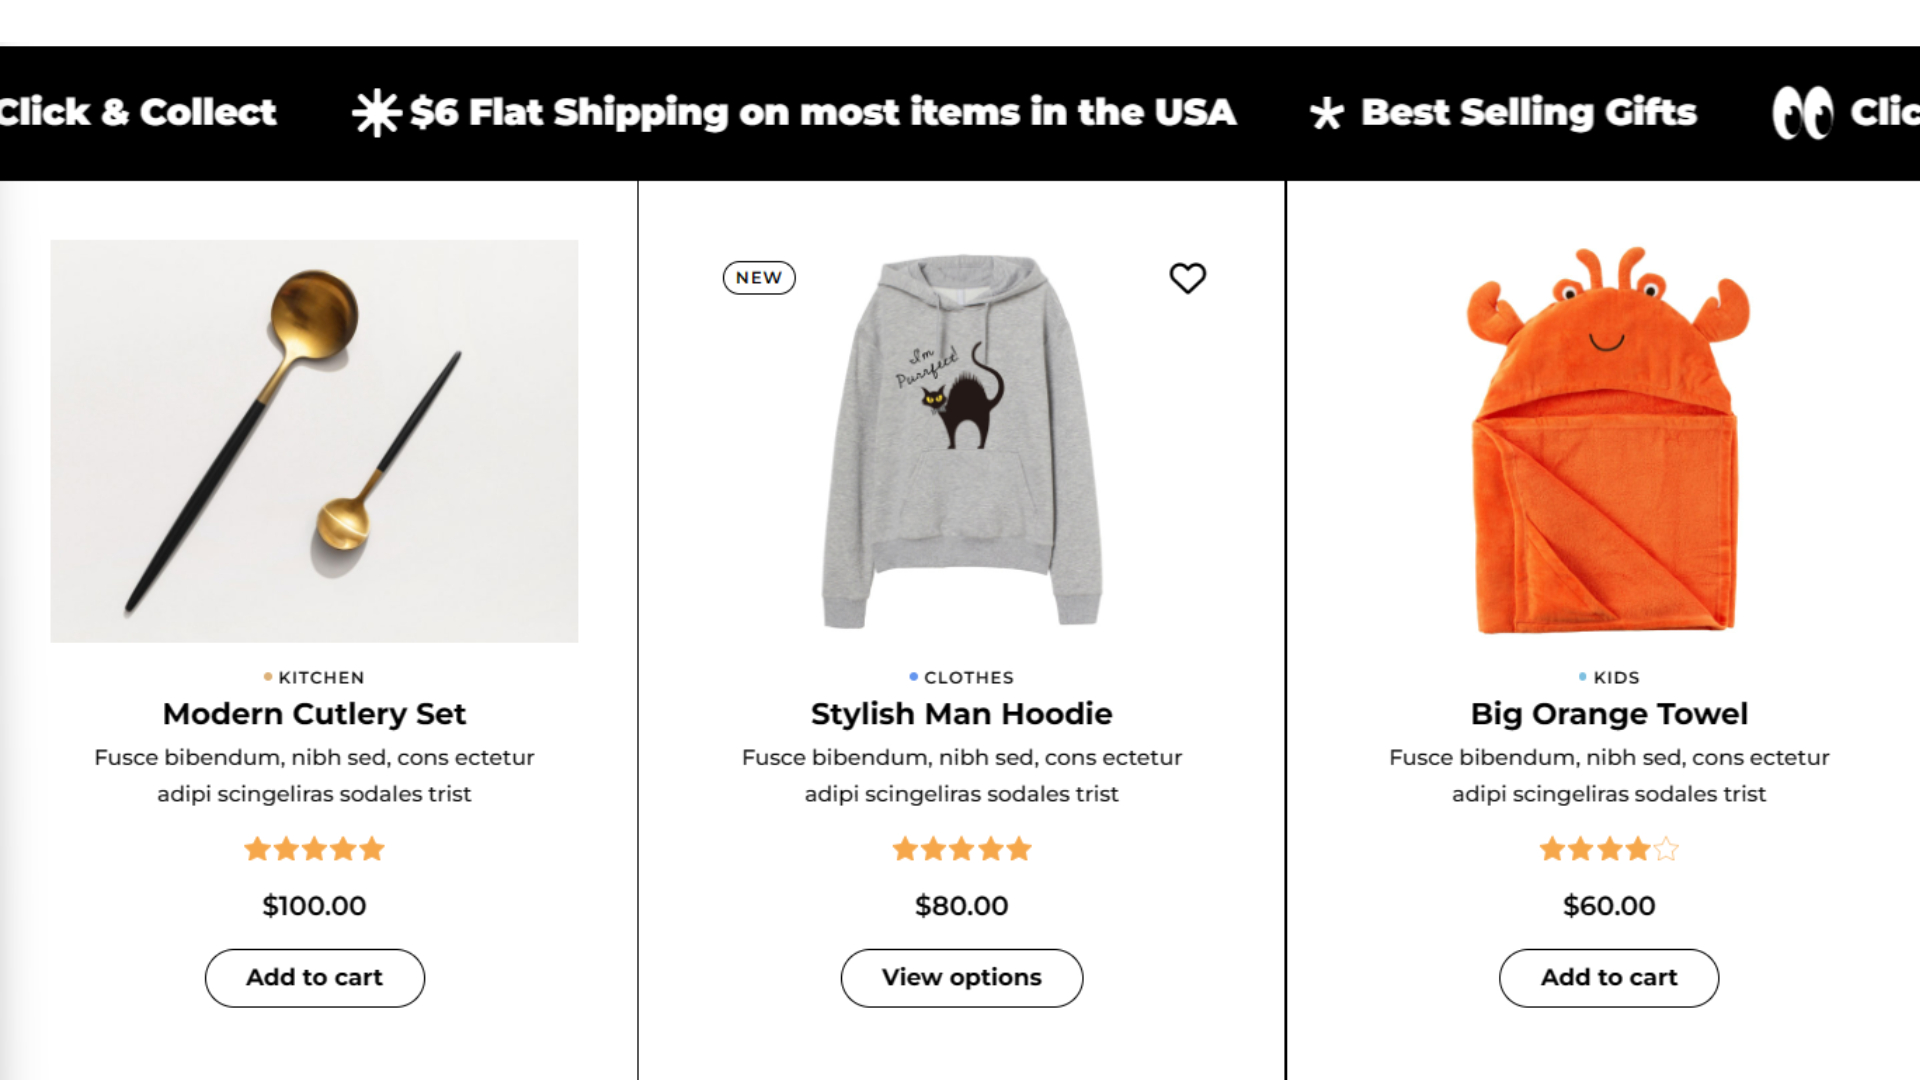 Click & Collect $6 Flat Shipping on most items in the USA Best Selling Gifts Clic
NEW
I'm
Purrfect!
KITCHEN
Modern Cutlery Set
Fusce bibendum, nibh sed, cons ectetur
adipi scingeliras sodales trist
$100.00
Add to cart
CLOTHES
Stylish Man Hoodie
Fusce bibendum, nibh sed, cons ectetur
adipi scingeliras sodales trist
$80.00
View options
KIDS
Big Orange Towel
Fusce bibendum, nibh sed, cons ectetur
adipi scingeliras sodales trist
$60.00
Add to cart